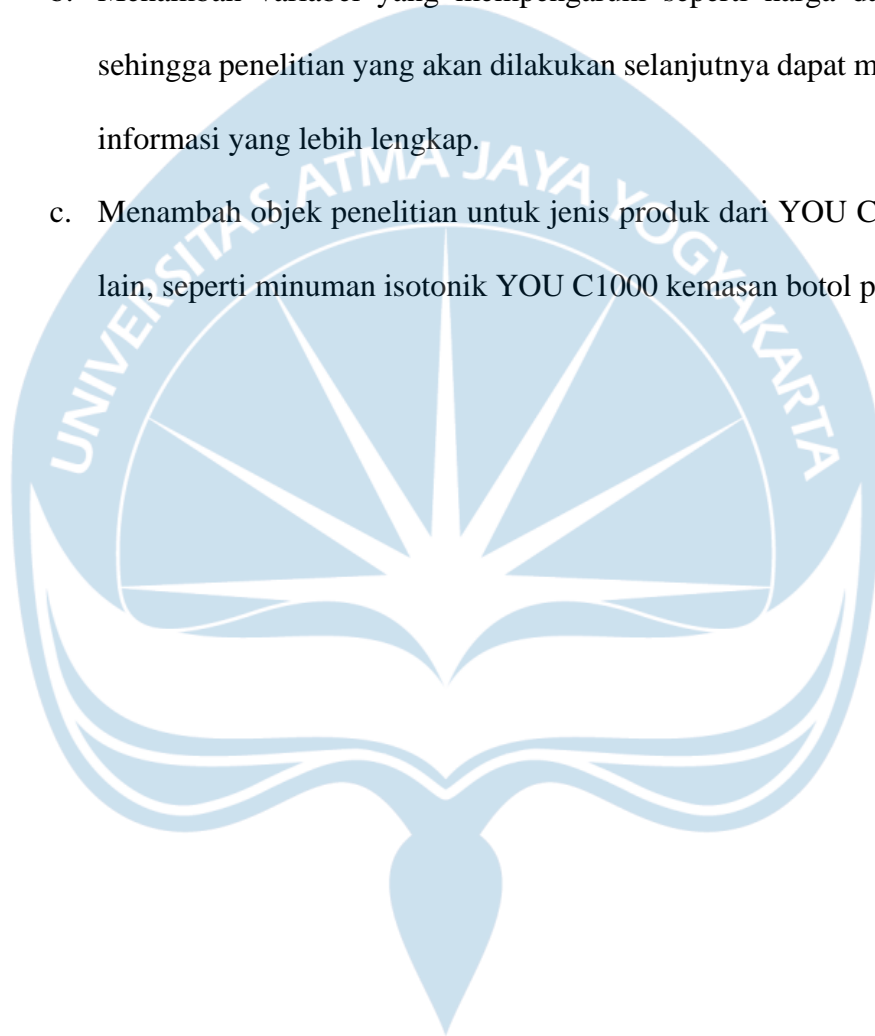 sehingga penelitian yang akan dilakukan selanjutnya dapat
informasi yang lebih lengkap.
c. Menambah objek penelitian untuk jenis produk dari YOU
lain, seperti minuman isotonik YOU C1000 kemasan botol
UNIVERSITAS ATMA JAYA YOGYAKARTA